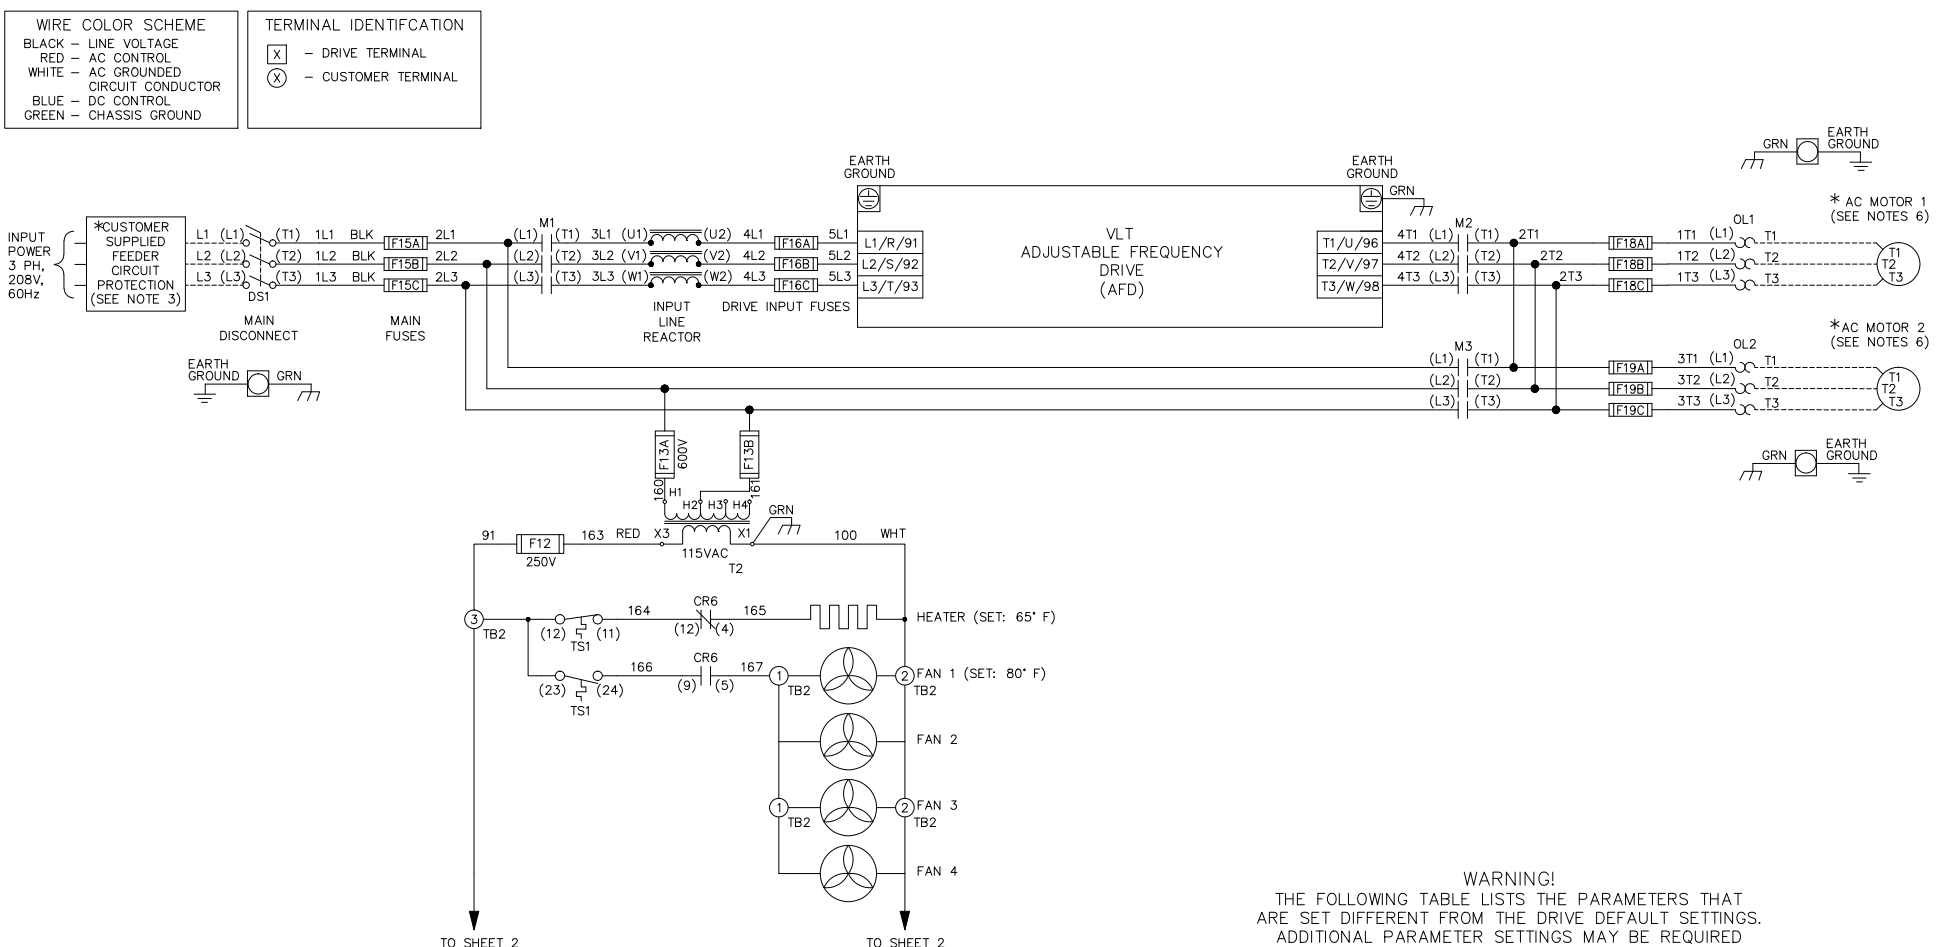 WIRE COLOR SCHEME
BLACK – LINE VOLTAGE
RED – AC CONTROL
WHITE – AC GROUNDED
CIRCUIT CONDUCTOR
BLUE – DC CONTROL
GREEN – CHASSIS GROUND
TERMINAL IDENTIFCATION
X – DRIVE TERMINAL
X – CUSTOMER TERMINAL
INPUT
POWER
3 PH,
208V,
60Hz
*CUSTOMER
SUPPLIED
FEEDER
CIRCUIT
PROTECTION
(SEE NOTE 3)
L1 (L1) (T1) 1L1 BLK F15A 2L1
L2 (L2) (T2) 1L2 BLK F15B 2L2
L3 (L3) (T3) 1L3 BLK F15C 2L3
DS1
MAIN
DISCONNECT
MAIN
FUSES
EARTH
GROUND
GRN
M1
(L1) (T1) 3L1 (U1) (U2) 4L1 F16A 5L1
(L2) (T2) 3L2 (V1) (V2) 4L2 F16B 5L2
(L3) (T3) 3L3 (W1) (W2) 4L3 F16C 5L3
INPUT
LINE
REACTOR
DRIVE INPUT FUSES
EARTH
GROUND
L1/R/91
L2/S/92
L3/T/93
VLT
ADJUSTABLE FREQUENCY
DRIVE
(AFD)
EARTH
GROUND
GRN
T1/U/96
T2/V/97
T3/W/98
M2
4T1 (L1) (T1) 2T1 F18A 1T1 (L1) T1
4T2 (L2) (T2) 2T2 F18B 1T2 (L2) T2
4T3 (L3) (T3) 2T3 F18C 1T3 (L3) T3
OL1
GRN
EARTH
GROUND
* AC MOTOR 1
(SEE NOTES 6)
T1
T2
T3
M3
(L1) (T1) F19A 3T1 (L1) T1
(L2) (T2) F19B 3T2 (L2) T2
(L3) (T3) F19C 3T3 (L3) T3
OL2
*AC MOTOR 2
(SEE NOTES 6)
T1
T2
T3
GRN
EARTH
GROUND
F13A
600V
F13B
160
161
H1
H2 H3 H4
GRN
91 F12 163 RED X3 X1 100 WHT
250V
115VAC
T2
3
TB2
(12) (11)
TS1
164
CR6
(12) (4)
165
HEATER (SET: 65° F)
(23) (24)
TS1
166
CR6
(9) (5)
167
1
TB2
2
TB2
FAN 1 (SET: 80° F)
FAN 2
1
TB2
2
TB2
FAN 3
FAN 4
TO SHEET 2
TO SHEET 2
WARNING!
THE FOLLOWING TABLE LISTS THE PARAMETERS THAT
ARE SET DIFFERENT FROM THE DRIVE DEFAULT SETTINGS.
ADDITIONAL PARAMETER SETTINGS MAY BE REQUIRED